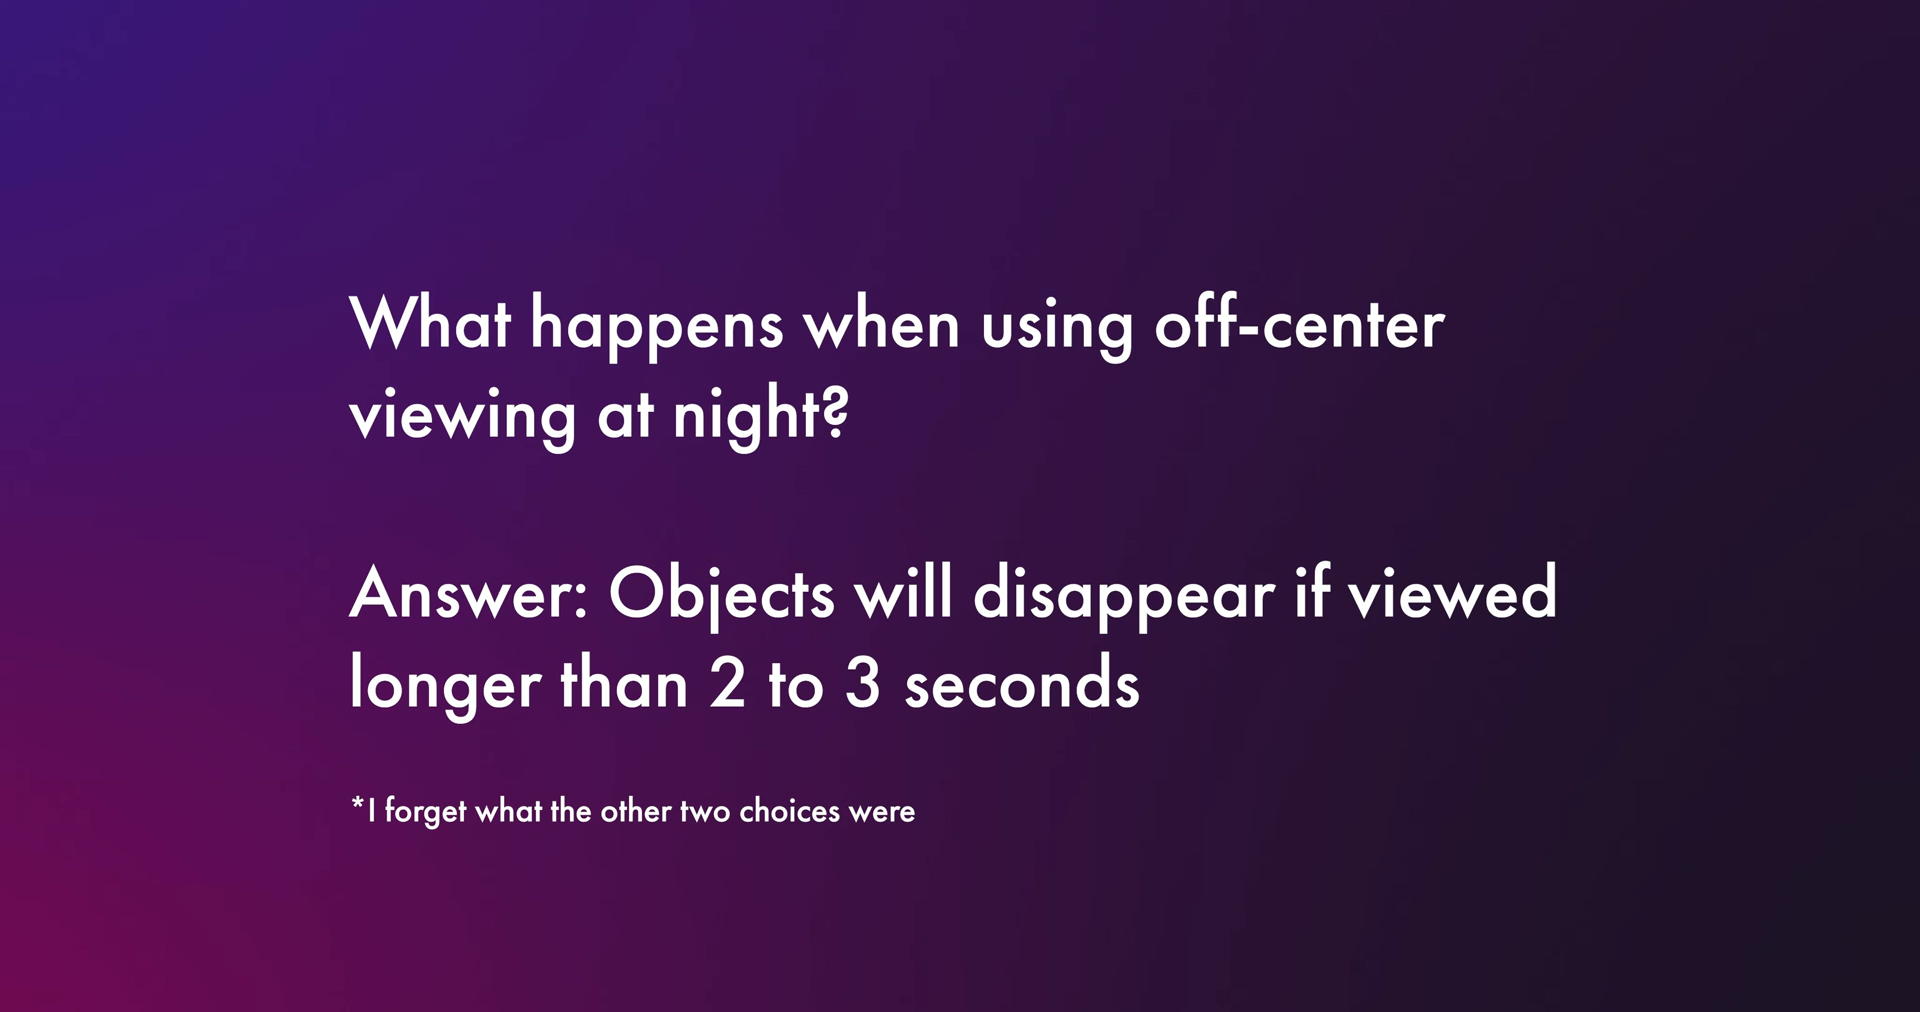 What happens when using off-center
viewing at night?
Answer: Objects will disappear if viewed
longer than 2 to 3 seconds
*I forget what the other two choices were